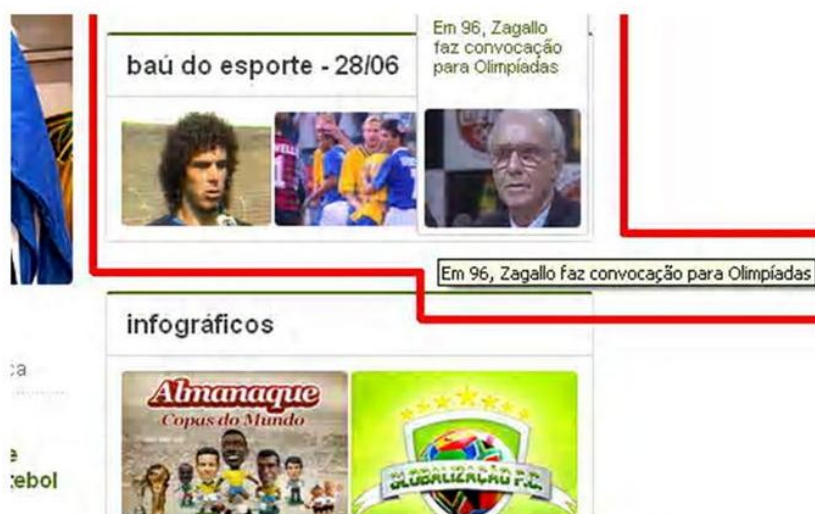 Em 96, Zagallo
faz convocação
para Olimpíadas
baú do esporte - 28/06
Em 96, Zagallo faz convocação para Olimpíadas
infográficos
Almanaque
Copas do Mundo
GLOBALIZAÇÃO F.C.
tebol